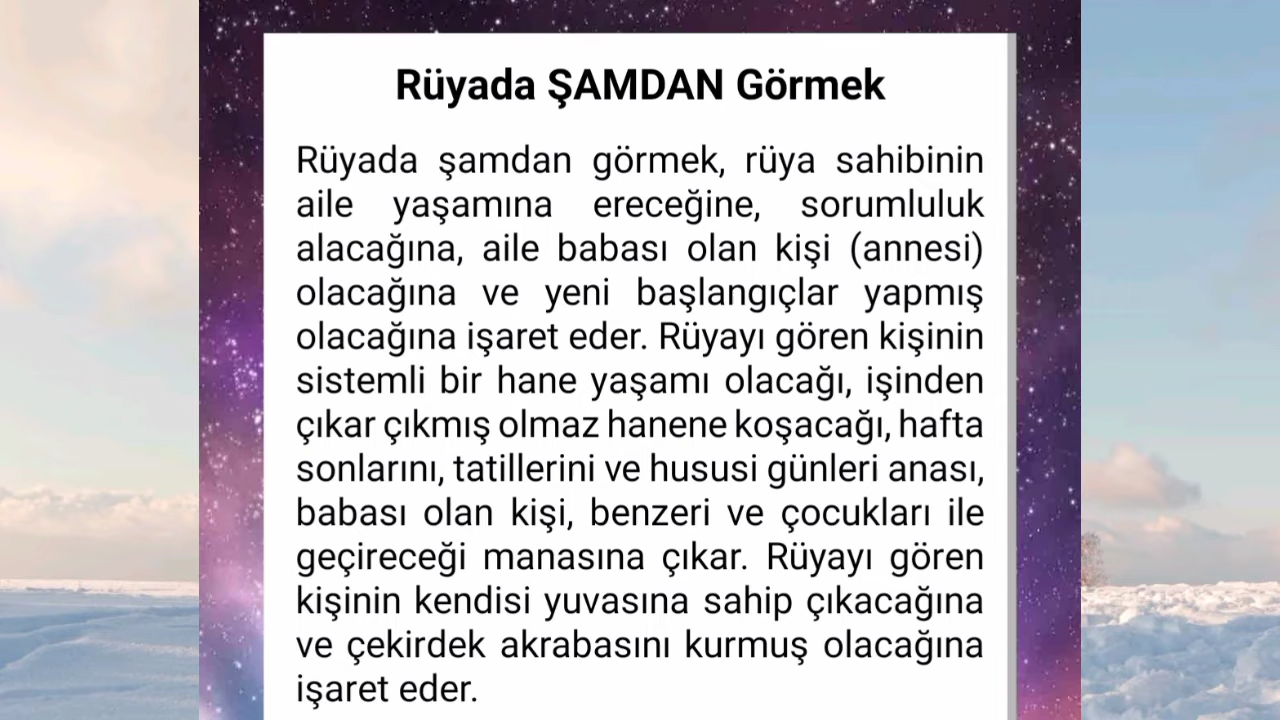 Rüyada ŞAMDAN Görmek
Rüyada şamdan görmek, rüya sahibinin
aile yaşamına ereceğine, sorumluluk
alacağına, aile babası olan kişi (annesi)
olacağına ve yeni başlangıçlar yapmış
olacağına işaret eder. Rüyayı gören kişinin
sistemli bir hane yaşamı olacağı, işinden
çıkar çıkmış olmaz hanene koşacağı, hafta
sonlarını, tatillerini ve hususi günleri anası,
babası olan kişi, benzeri ve çocukları ile
geçireceği manasına çıkar. Rüyayı gören
kişinin kendisi yuvasına sahip çıkacağına
ve çekirdek akrabasını kurmuş olacağına
işaret eder.